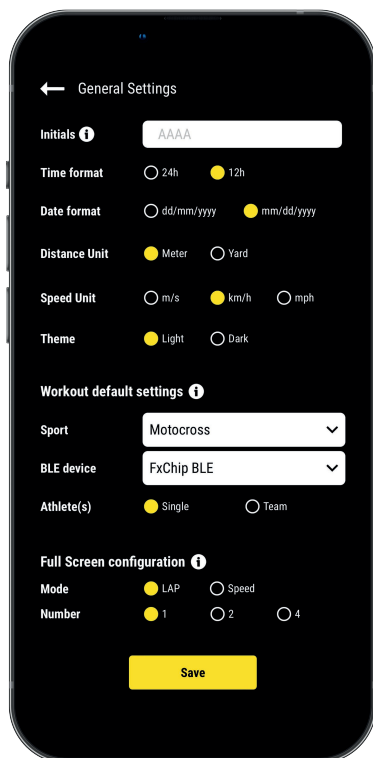 General Settings
Initials i AAAA
Time format 24h 12h
Date format dd/mm/yyyy mm/dd/yyyy
Distance Unit Meter Yard
Speed Unit m/s km/h mph
Theme Light Dark
Workout default settings i
Sport Motocross
BLE device FxChip BLE
Athlete(s) Single Team
Full Screen configuration i
Mode LAP Speed
Number 1 2 4
Save